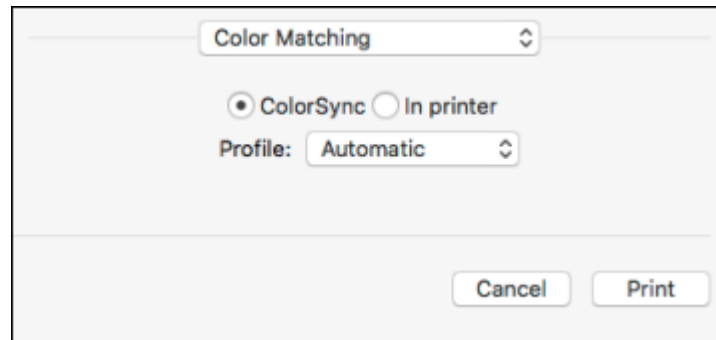 Color Matching
ColorSync In printer
Profile: Automatic
Cancel Print